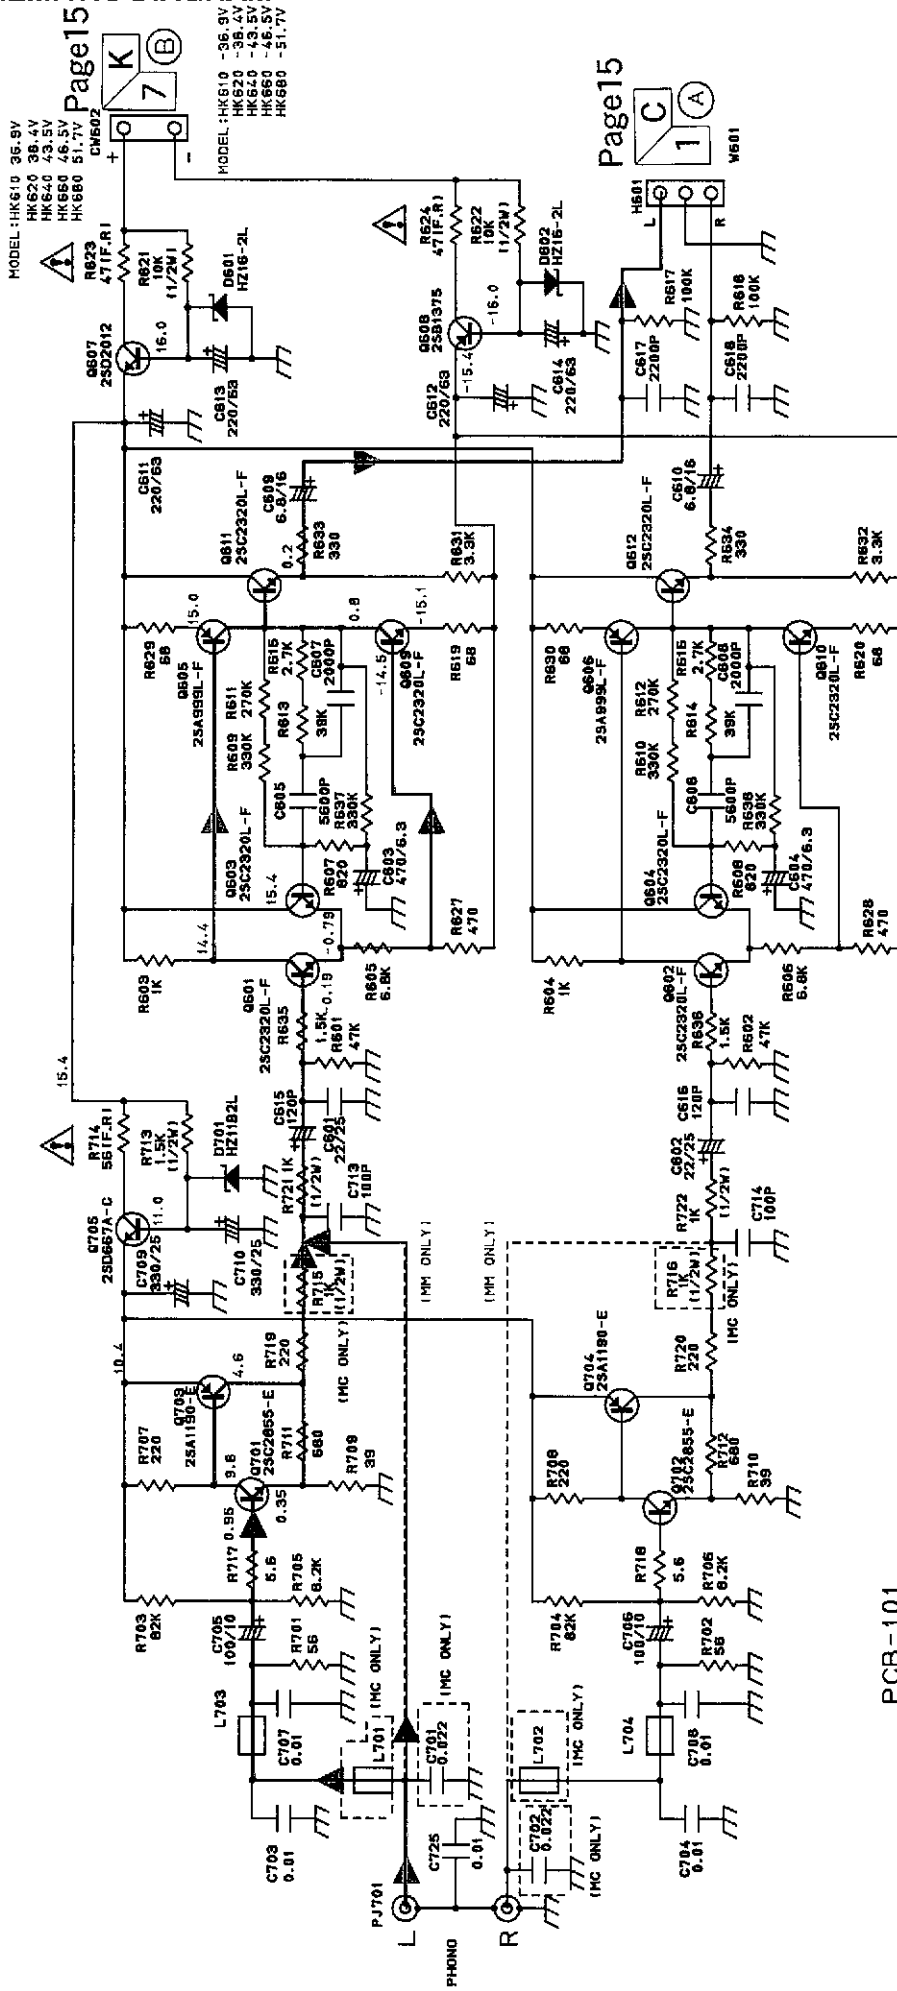 MODEL:HK610 36.9V
HK620 38.4V
HK640 43.5V
HK660 46.5V
HK680 51.7V
Page15
K
7
B
CW602
+
-
MODEL:HK610 -36.9V
HK620 -38.4V
HK640 -43.5V
HK660 -46.5V
HK680 -51.7V
Page15
C
1
A
H601
W601
L
R
R623
47(F.R)
R621
10K
(1/2W)
D601
HZ16-2L
Q607
2SD2012
16.0
C613
220/63
C611
220/63
R624
47(F.R)
R622
10K
(1/2W)
D602
HZ16-2L
Q608
2SB1375
-16.0
-15.4
C612
220/63
C614
220/63
R617
100K
C617
2200P
R618
100K
C618
2200P
C609
6.8/16
Q611
2SC2320L-F
0.2
R633
330
R631
3.3K
C610
6.8/16
Q612
2SC2320L-F
R634
330
R632
3.3K
R629
68
Q605
2SA999L-F
15.0
R611
270K
R609
330K
R615
2.7K
R613
39K
C607
2000P
0.8
-14.5
Q609
2SC2320L-F
-15.1
R619
68
C605
5600P
R637
330K
Q603
2SC2320L-F
15.4
R607
820
C603
470/6.3
R627
470
R603
1K
14.4
Q601
2SC2320L-F
-0.79
R605
6.8K
R635
1.5K
-0.19
R601
47K
R630
68
Q606
2SA999L-F
R612
270K
R610
330K
R616
2.7K
R614
39K
C608
2000P
Q610
2SC2320L-F
R620
68
C606
5600P
R638
330K
Q604
2SC2320L-F
R608
820
C604
470/6.3
R628
470
R604
1K
Q602
2SC2320L-F
R606
6.8K
R636
1.5K
R602
47K
15.4
R714
56(F.R)
R713
1.5K
(1/2W)
D701
HZ11B2L
Q705
2SD667A-C
11.0
C709
330/25
C710
330/25
C615
120P
C601
22/25
R721 1K
(1/2W)
C713
100P
R715
1K
(1/2W)
(MC ONLY)
R719
220
(MM ONLY)
(MM ONLY)
C616
120P
C602
22/25
R722
1K
(1/2W)
C714
100P
R716
1K
(1/2W)
(MC ONLY)
R720
220
10.4
Q703
2SA1190-E
4.6
R707
220
9.8
Q701
2SC2855-E
0.35
R711
680
R709
39
0.95
R717
5.6
R705
8.2K
R703
82K
C705
100/10
R701
56
L703
C707
0.01
C703
0.01
(MC ONLY)
L701
C701
0.022
(MC ONLY)
Q704
2SA1190-E
R708
220
Q702
2SC2855-E
R712
680
R710
39
R718
5.6
R706
8.2K
R704
82K
C706
100/10
R702
56
L704
C708
0.01
C704
0.01
L702
(MC ONLY)
C702
0.022
(MC ONLY)
C725
0.01
PJ701
L
R
PHONO
PCB-101